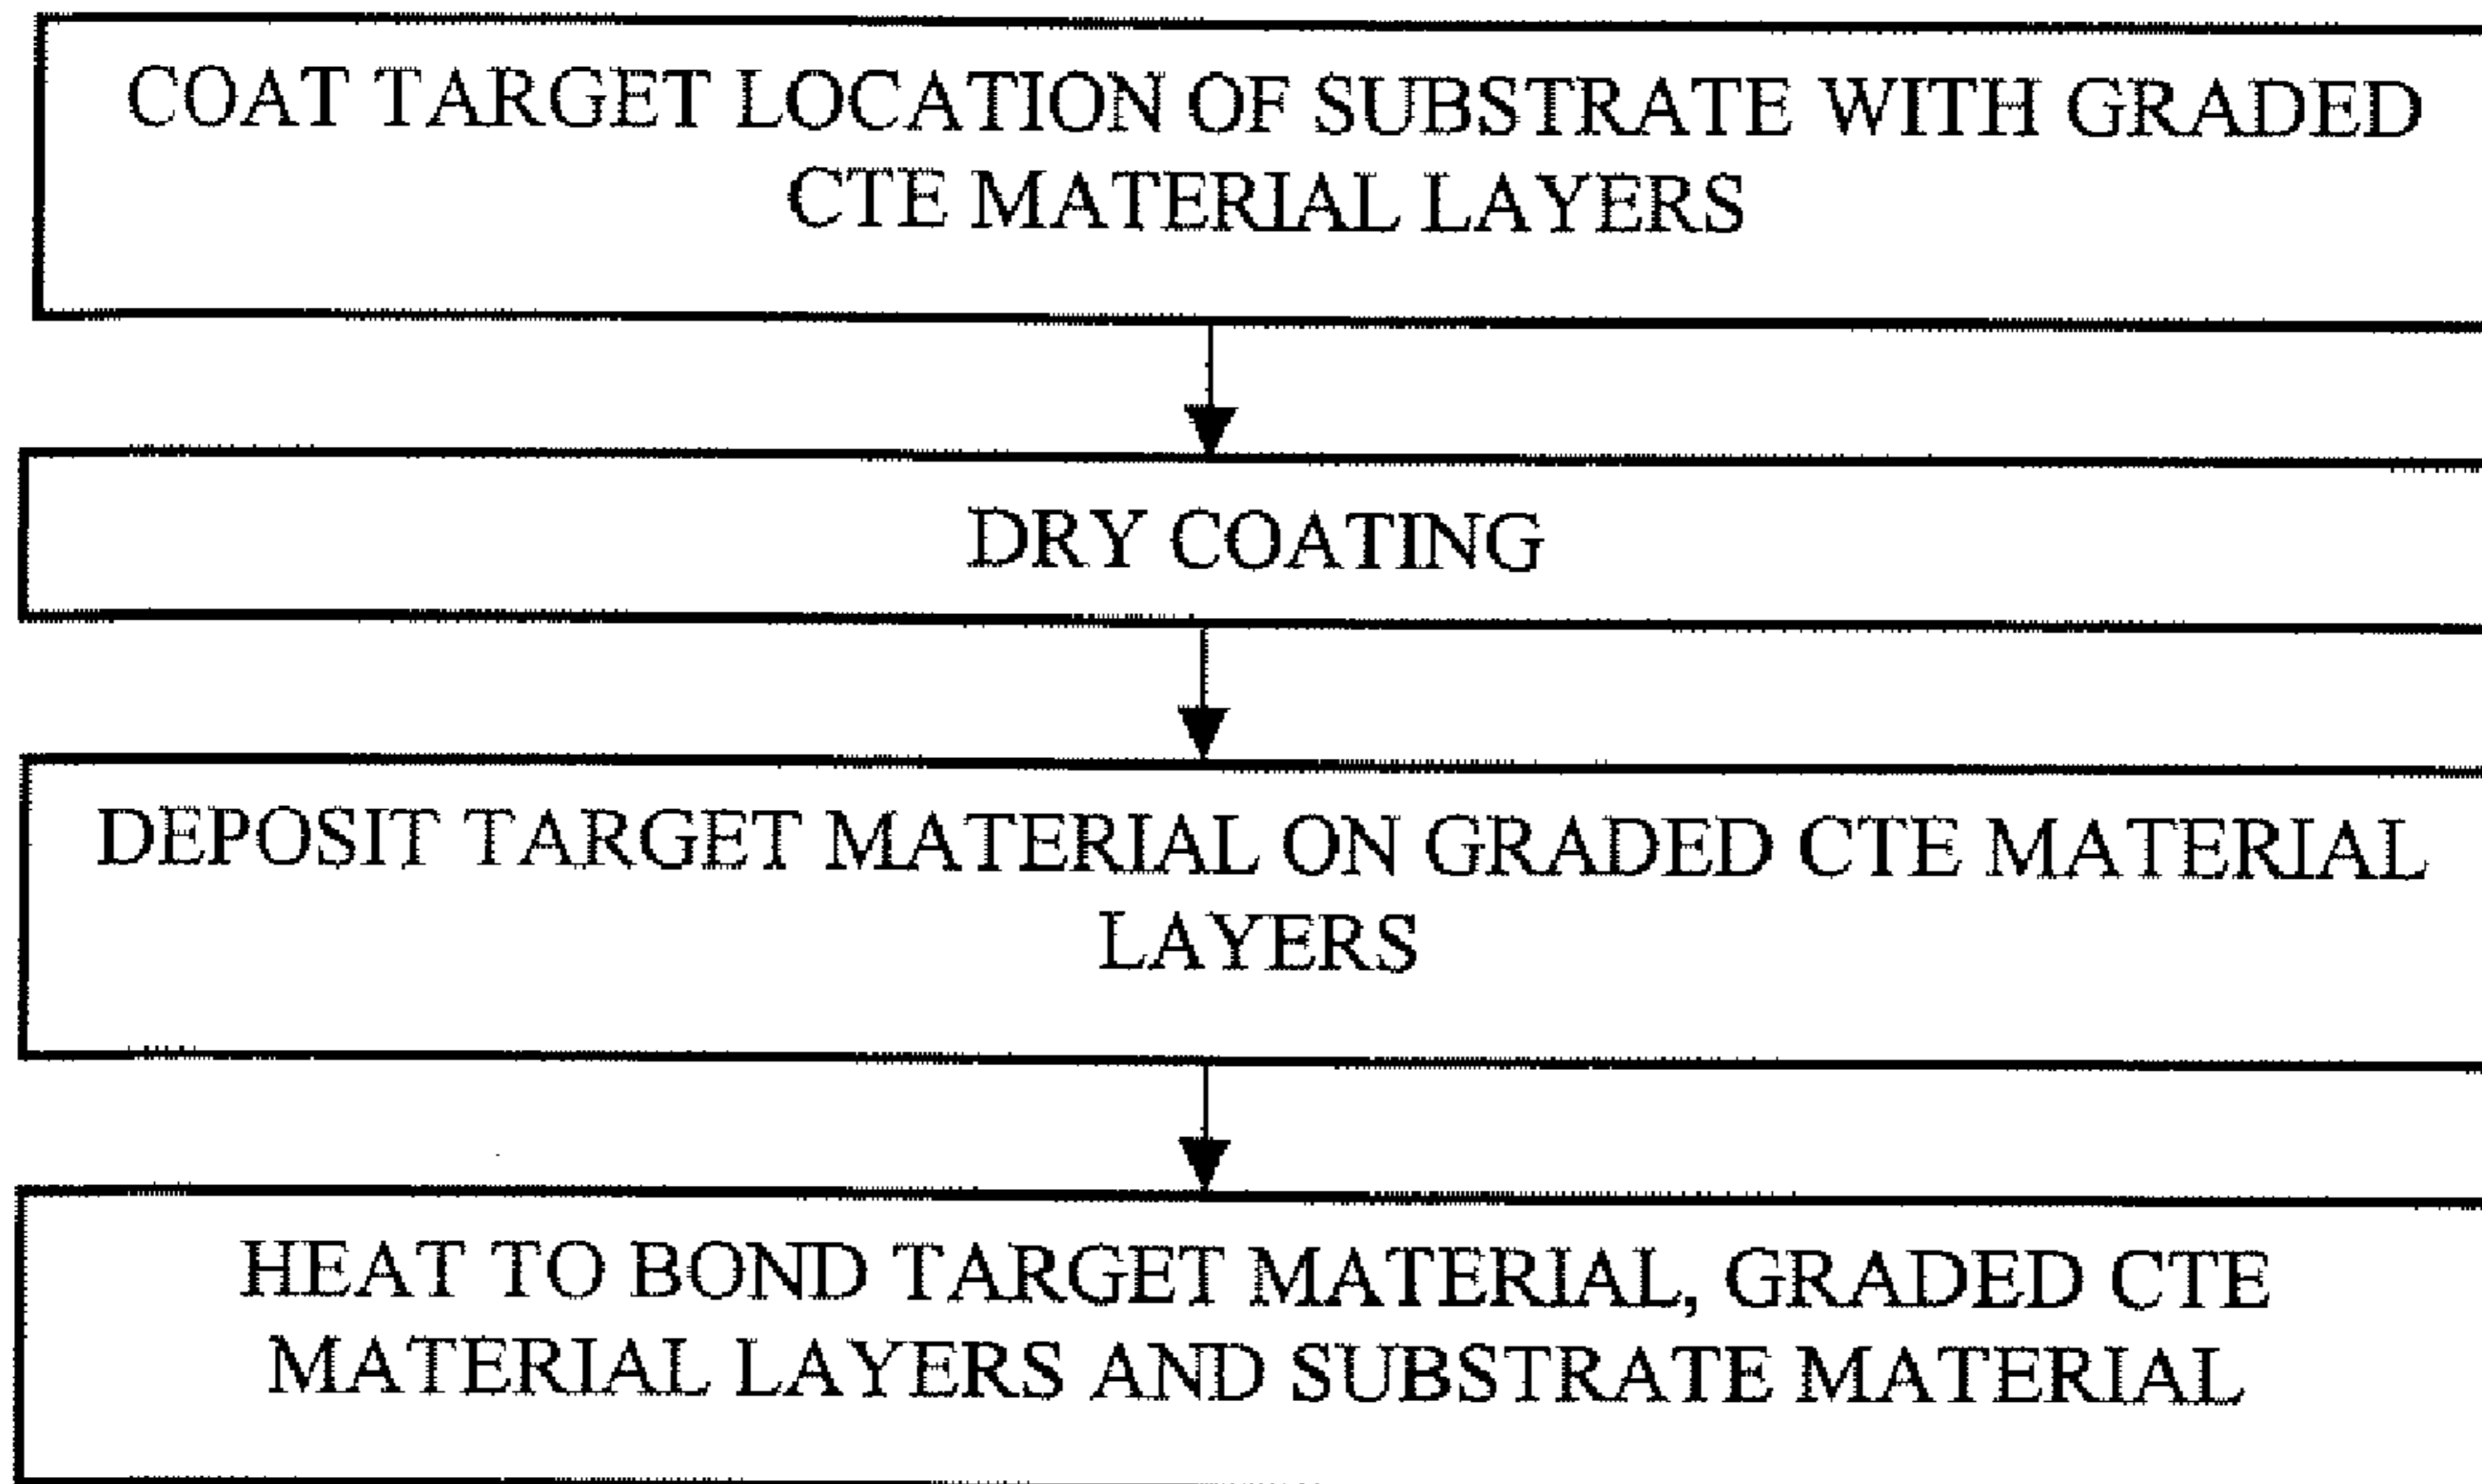 COAT TARGET LOCATION OF SUBSTRATE WITH GRADED
CTE MATERIAL LAYERS
DRY COATING
DEPOSIT TARGET MATERIAL ON GRADED CTE MATERIAL
LAYERS
HEAT TO BOND TARGET MATERIAL, GRADED CTE
MATERIAL LAYERS AND SUBSTRATE MATERIAL